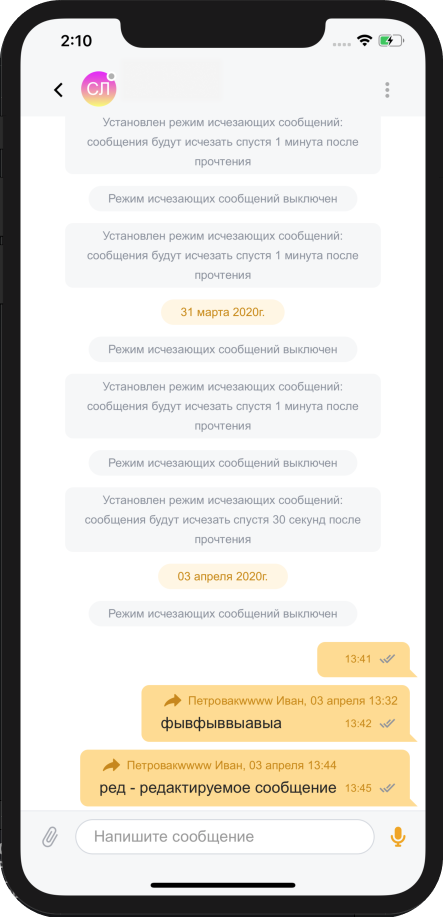 2:10
СЛ
Установлен режим исчезающих сообщений:
сообщения будут исчезать спустя 1 минута после
прочтения
Режим исчезающих сообщений выключен
Установлен режим исчезающих сообщений:
сообщения будут исчезать спустя 1 минута после
прочтения
31 марта 2020г.
Режим исчезающих сообщений выключен
Установлен режим исчезающих сообщений:
сообщения будут исчезать спустя 1 минута после
прочтения
Режим исчезающих сообщений выключен
Установлен режим исчезающих сообщений:
сообщения будут исчезать спустя 30 секунд после
прочтения
03 апреля 2020г.
Режим исчезающих сообщений выключен
13:41
Петровакwwww Иван, 03 апреля 13:32
фывфыввыавыа 13:42
Петровакwwww Иван, 03 апреля 13:44
ред - редактируемое сообщение 13:45
Напишите сообщение